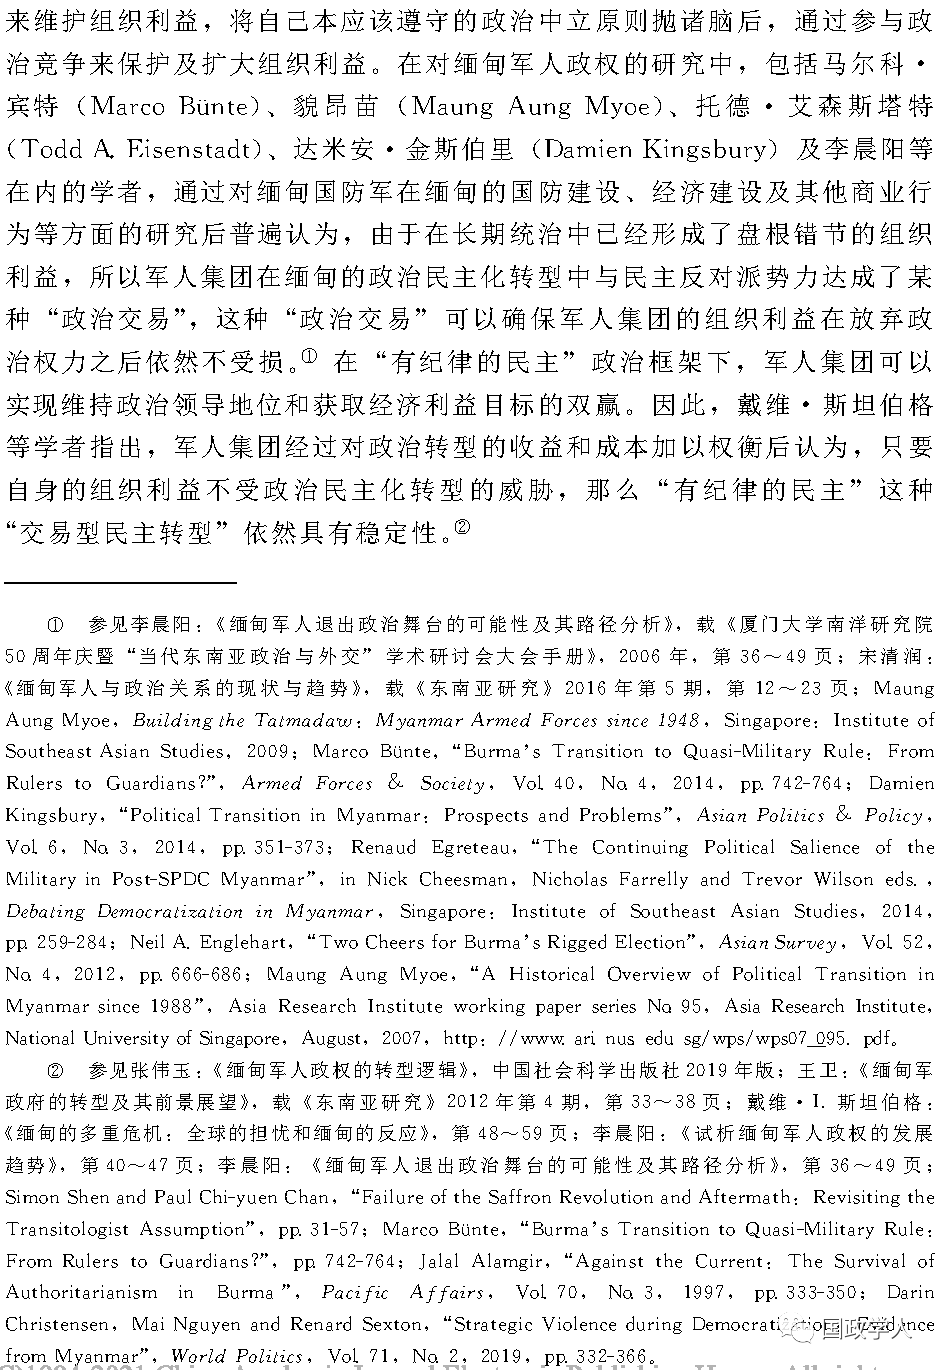 来维护组织利益，将自己本应该遵守的政治中立原则抛诸脑后，通过参与政
治竞争来保护及扩大组织利益。在对缅甸军人政权的研究中，包括马尔科·
宾特（Marco Bünte）、貌昂苗（Maung Aung Myoe）、托德·艾森斯塔特
（Todd A. Eisenstadt）、达米安·金斯伯里（Damien Kingsbury）及李晨阳等
在内的学者，通过对缅甸国防军在缅甸的国防建设、经济建设及其他商业行
为等方面的研究后普遍认为，由于在长期统治中已经形成了盘根错节的组织
利益，所以军人集团在缅甸的政治民主化转型中与民主反对派势力达成了某
种“政治交易”，这种“政治交易”可以确保军人集团的组织利益在放弃政
治权力之后依然不受损。① 在“有纪律的民主”政治框架下，军人集团可以
实现维持政治领导地位和获取经济利益目标的双赢。因此，戴维·斯坦伯格
等学者指出，军人集团经过对政治转型的收益和成本加以权衡后认为，只要
自身的组织利益不受政治民主化转型的威胁，那么“有纪律的民主”这种
“交易型民主转型”依然具有稳定性。②
① 参见李晨阳：《缅甸军人退出政治舞台的可能性及其路径分析》，载《厦门大学南洋研究院
50周年庆暨“当代东南亚政治与外交”学术研讨会大会手册》，2006年，第36～49页；宋清润：
《缅甸军人与政治关系的现状与趋势》，载《东南亚研究》2016年第5期，第12～23页；Maung
Aung Myoe, Building the Tatmadaw: Myanmar Armed Forces since 1948, Singapore: Institute of
Southeast Asian Studies, 2009; Marco Bünte, “Burma’s Transition to Quasi-Military Rule: From
Rulers to Guardians?”, Armed Forces & Society, Vol. 40, No. 4, 2014, pp. 742-764; Damien
Kingsbury, “Political Transition in Myanmar: Prospects and Problems”, Asian Politics & Policy,
Vol. 6, No. 3, 2014, pp. 351-373; Renaud Egreteau, “The Continuing Political Salience of the
Military in Post-SPDC Myanmar”, in Nick Cheesman, Nicholas Farrelly and Trevor Wilson eds.,
Debating Democratization in Myanmar, Singapore: Institute of Southeast Asian Studies, 2014,
pp. 259-284; Neil A. Englehart, “Two Cheers for Burma’s Rigged Election”, Asian Survey, Vol. 52,
No. 4, 2012, pp. 666-686; Maung Aung Myoe, “A Historical Overview of Political Transition in
Myanmar since 1988”, Asia Research Institute working paper series No. 95, Asia Research Institute,
National University of Singapore, August, 2007, http: //www. ari. nus. edu. sg/wps/wps07_095. pdf。
② 参见张伟玉：《缅甸军人政权的转型逻辑》，中国社会科学出版社2019年版；王卫：《缅甸军
政府的转型及其前景展望》，载《东南亚研究》2012年第4期，第33～38页；戴维·I. 斯坦伯格：
《缅甸的多重危机：全球的担忧和缅甸的反应》，第48～59页；李晨阳：《试析缅甸军人政权的发展
趋势》，第40～47页；李晨阳：《缅甸军人退出政治舞台的可能性及其路径分析》，第36～49页；
Simon Shen and Paul Chi-yuen Chan, “Failure of the Saffron Revolution and Aftermath: Revisiting the
Transitologist Assumption”, pp. 31-57; Marco Bünte, “Burma’s Transition to Quasi-Military Rule:
From Rulers to Guardians?”, pp. 742-764; Jalal Alamgir, “Against the Current: The Survival of
Authoritarianism in Burma”, Pacific Affairs, Vol. 70, No. 3, 1997, pp. 333-350; Darin
Christensen, Mai Nguyen and Renard Sexton, “Strategic Violence during Democratization: Evidence
from Myanmar”, World Politics, Vol. 71, No. 2, 2019, pp. 332-366。
国政学人